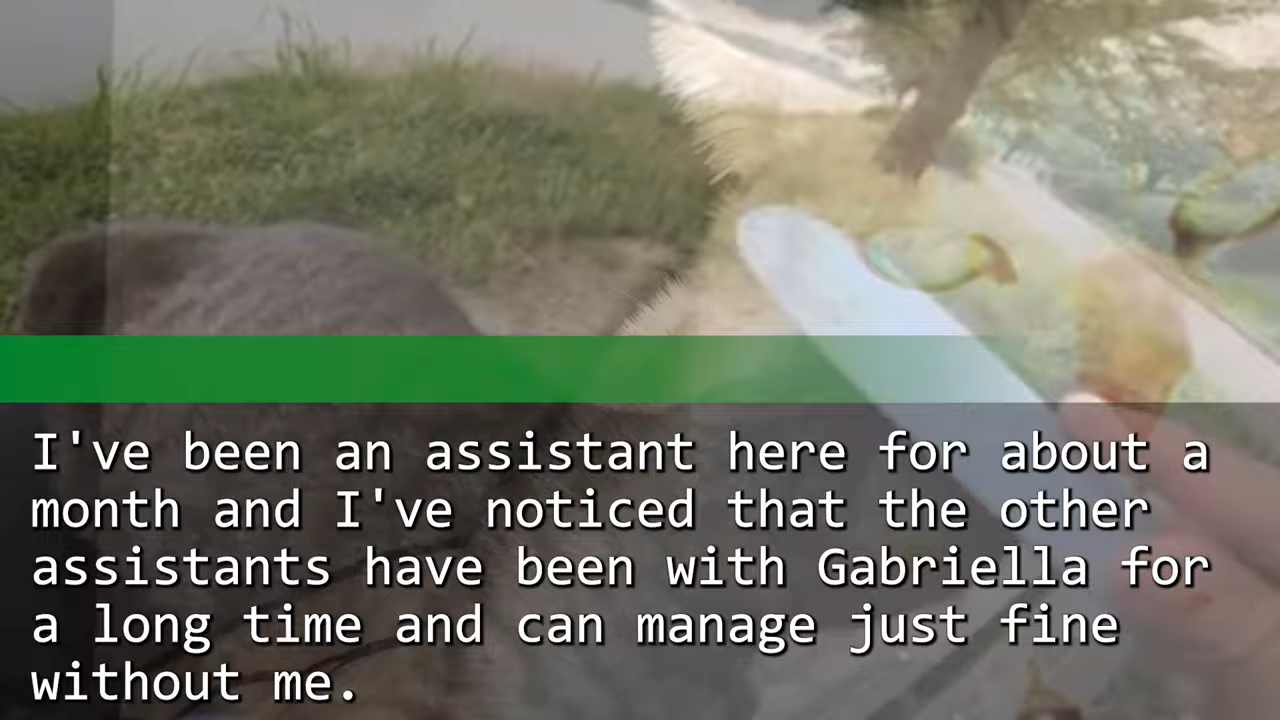 I've been an assistant here for about a
month and I've noticed that the other
assistants have been with Gabriella for
a long time and can manage just fine
without me.